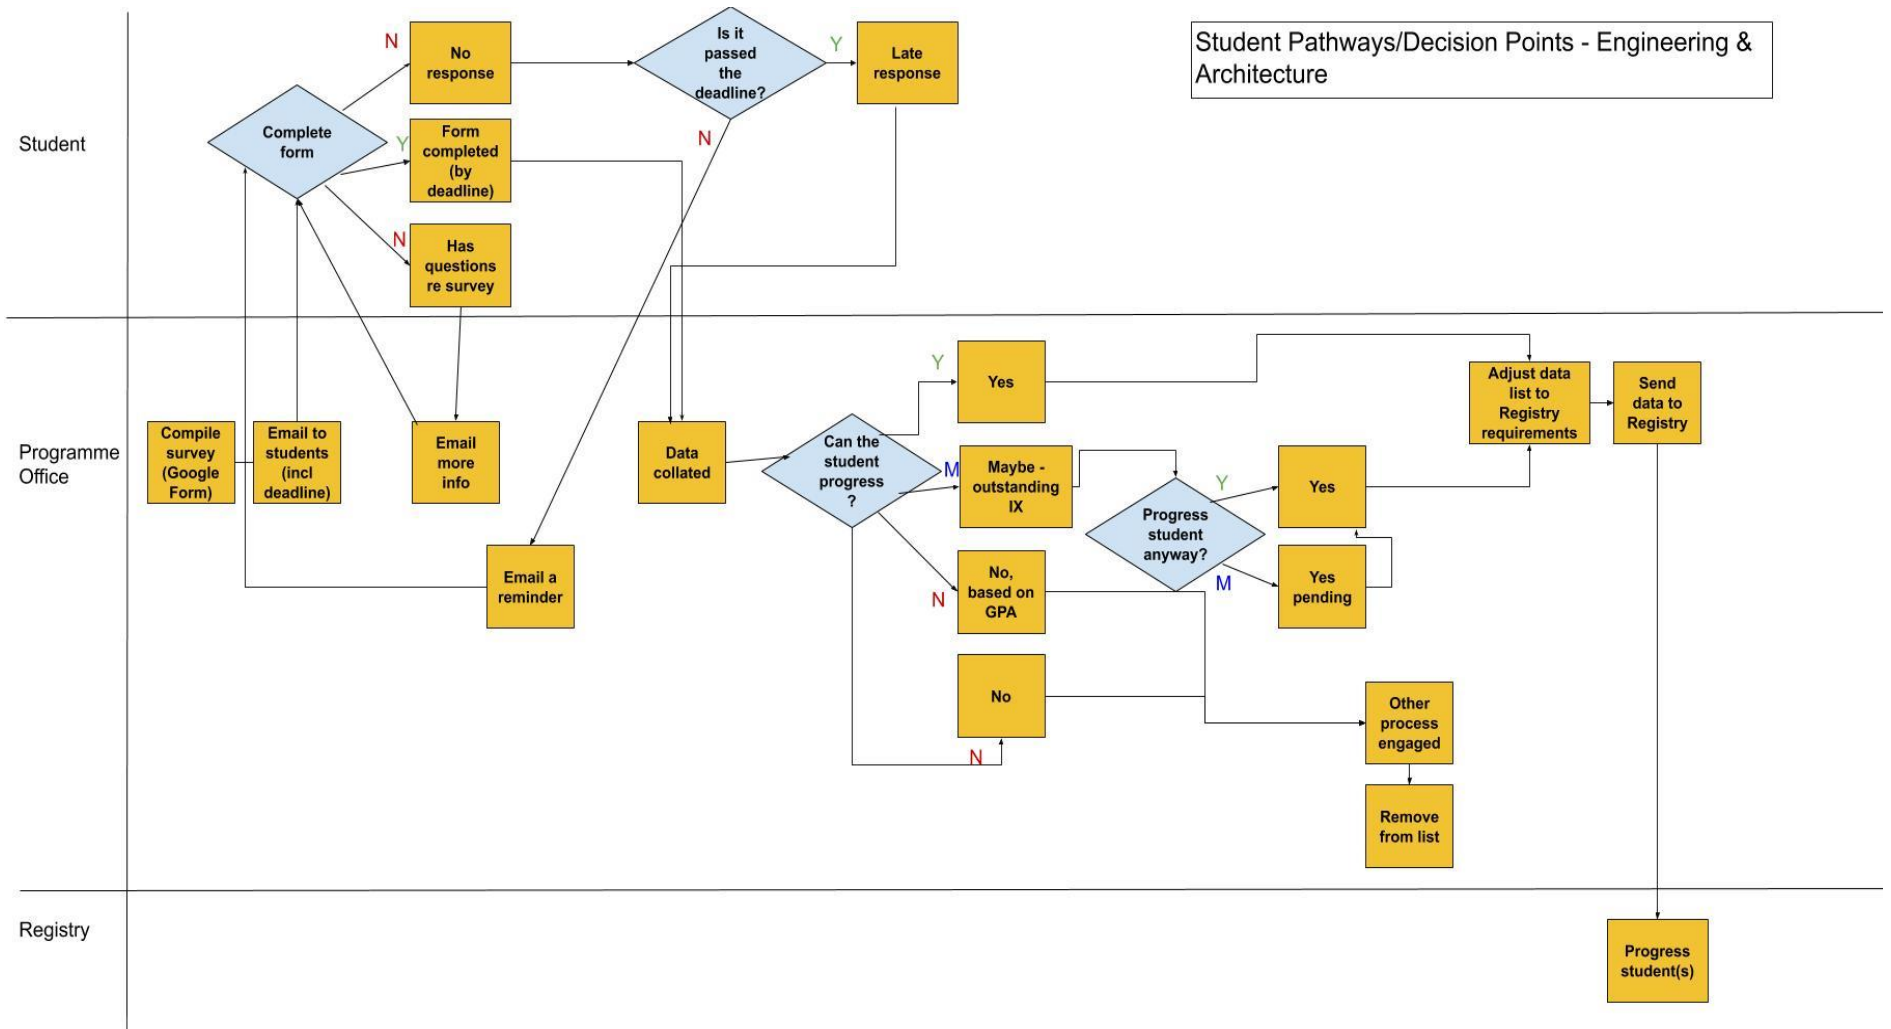 Student Pathways/Decision Points - Engineering &
Architecture
Student
Complete
form
N
No
response
Is it
passed
the
deadline?
Y
Late
response
N
Y
Form
completed
(by
deadline)
N
Has
questions
re survey
Programme
Office
Compile
survey
(Google
Form)
Email to
students
(incl
deadline)
Email
more
info
Email a
reminder
Data
collated
Can the
student
progress
?
Y
Yes
M
Maybe -
outstanding
IX
N
No,
based on
GPA
No
N
Progress
student
anyway?
Y
Yes
M
Yes
pending
Adjust data
list to
Registry
requirements
Send
data to
Registry
Other
process
engaged
Remove
from list
Registry
Progress
student(s)